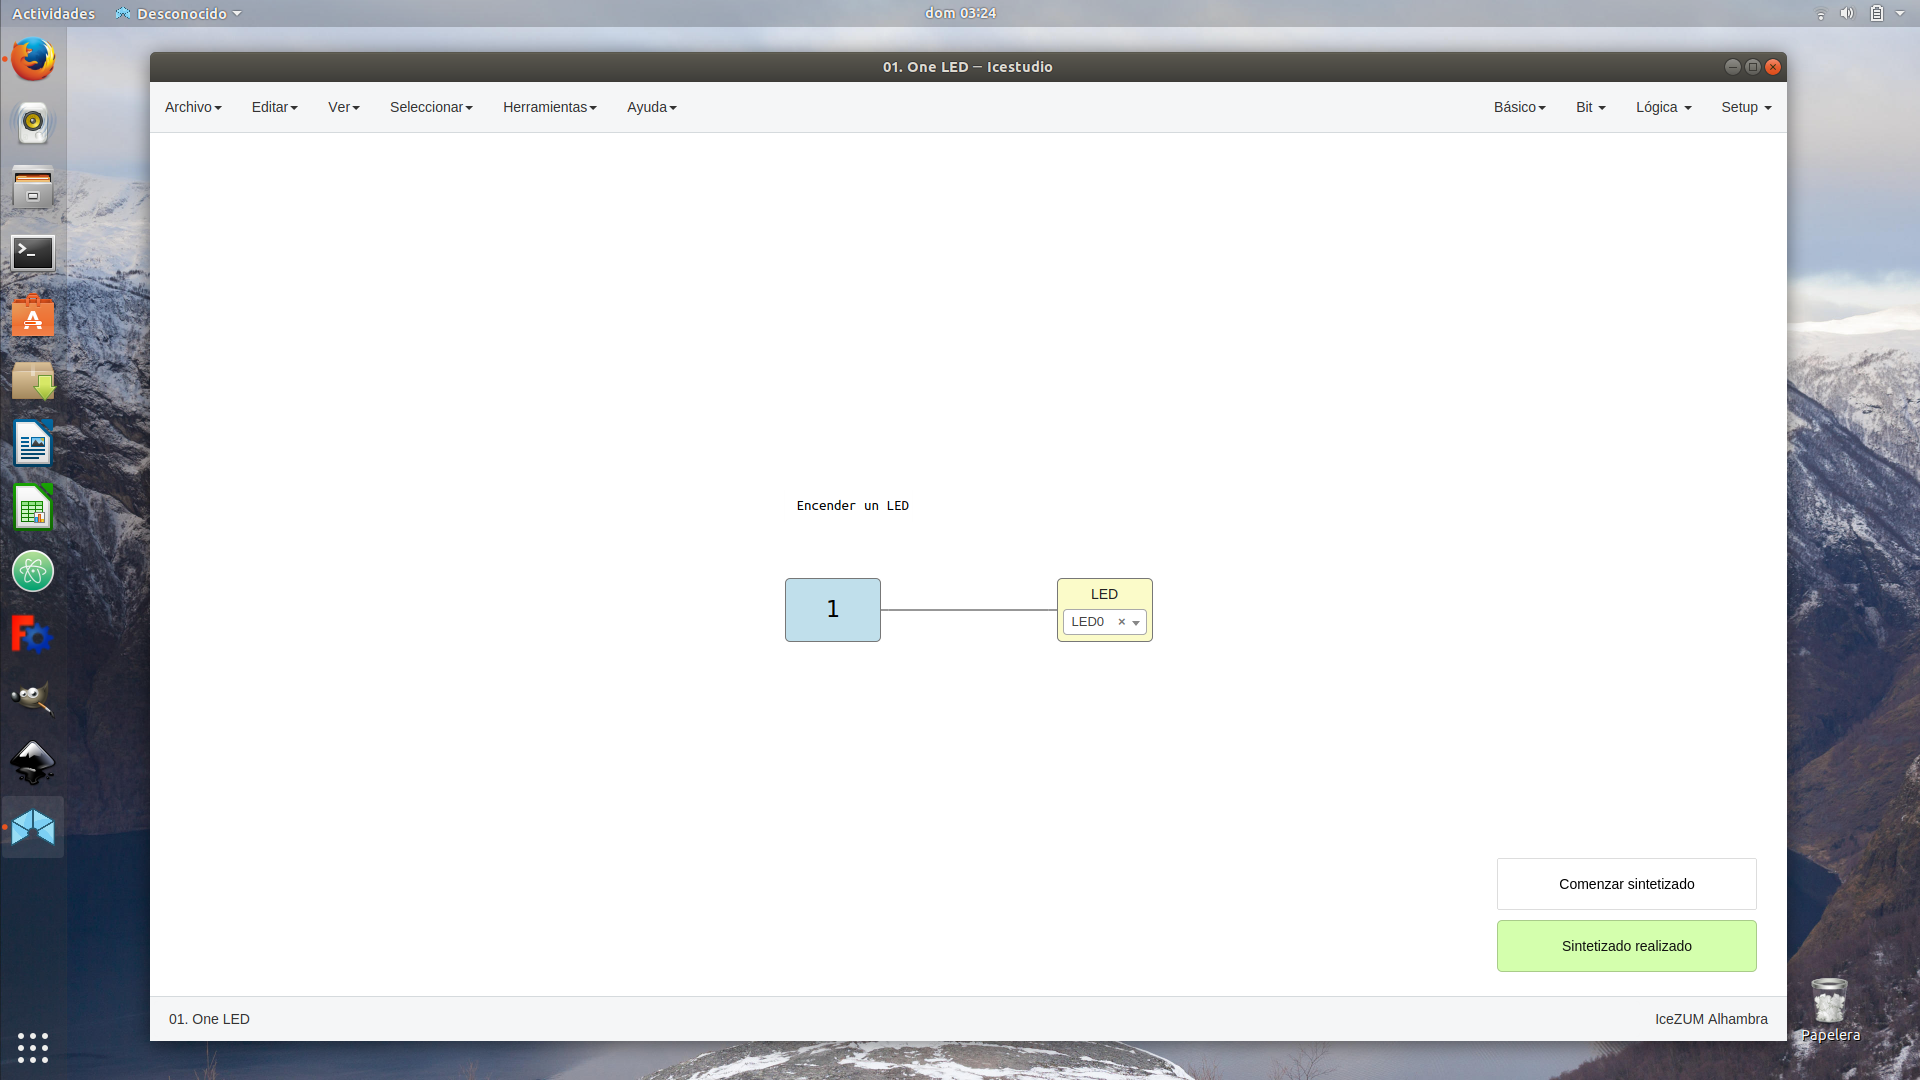 Actividades
Desconocido
dom 03:24
01. One LED – Icestudio
Archivo
Editar
Ver
Seleccionar
Herramientas
Ayuda
Básico
Bit
Lógica
Setup
Encender un LED
1
LED
LED0
Comenzar sintetizado
Sintetizado realizado
01. One LED
IceZUM Alhambra
Papelera